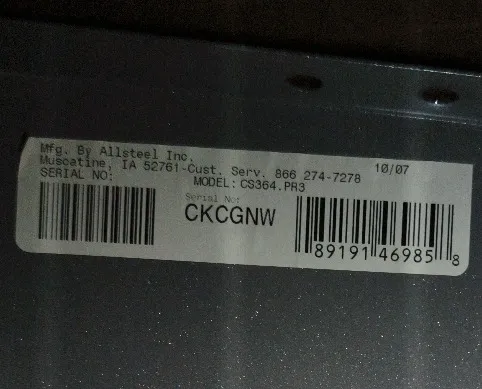 Mfg. By Allsteel Inc. 10/07
Muscatine, IA 52761-Cust. Serv. 866 274-7278
SERIAL NO: MODEL: CS364.PR3
Serial No:
CKCGNW
89191 46985 8